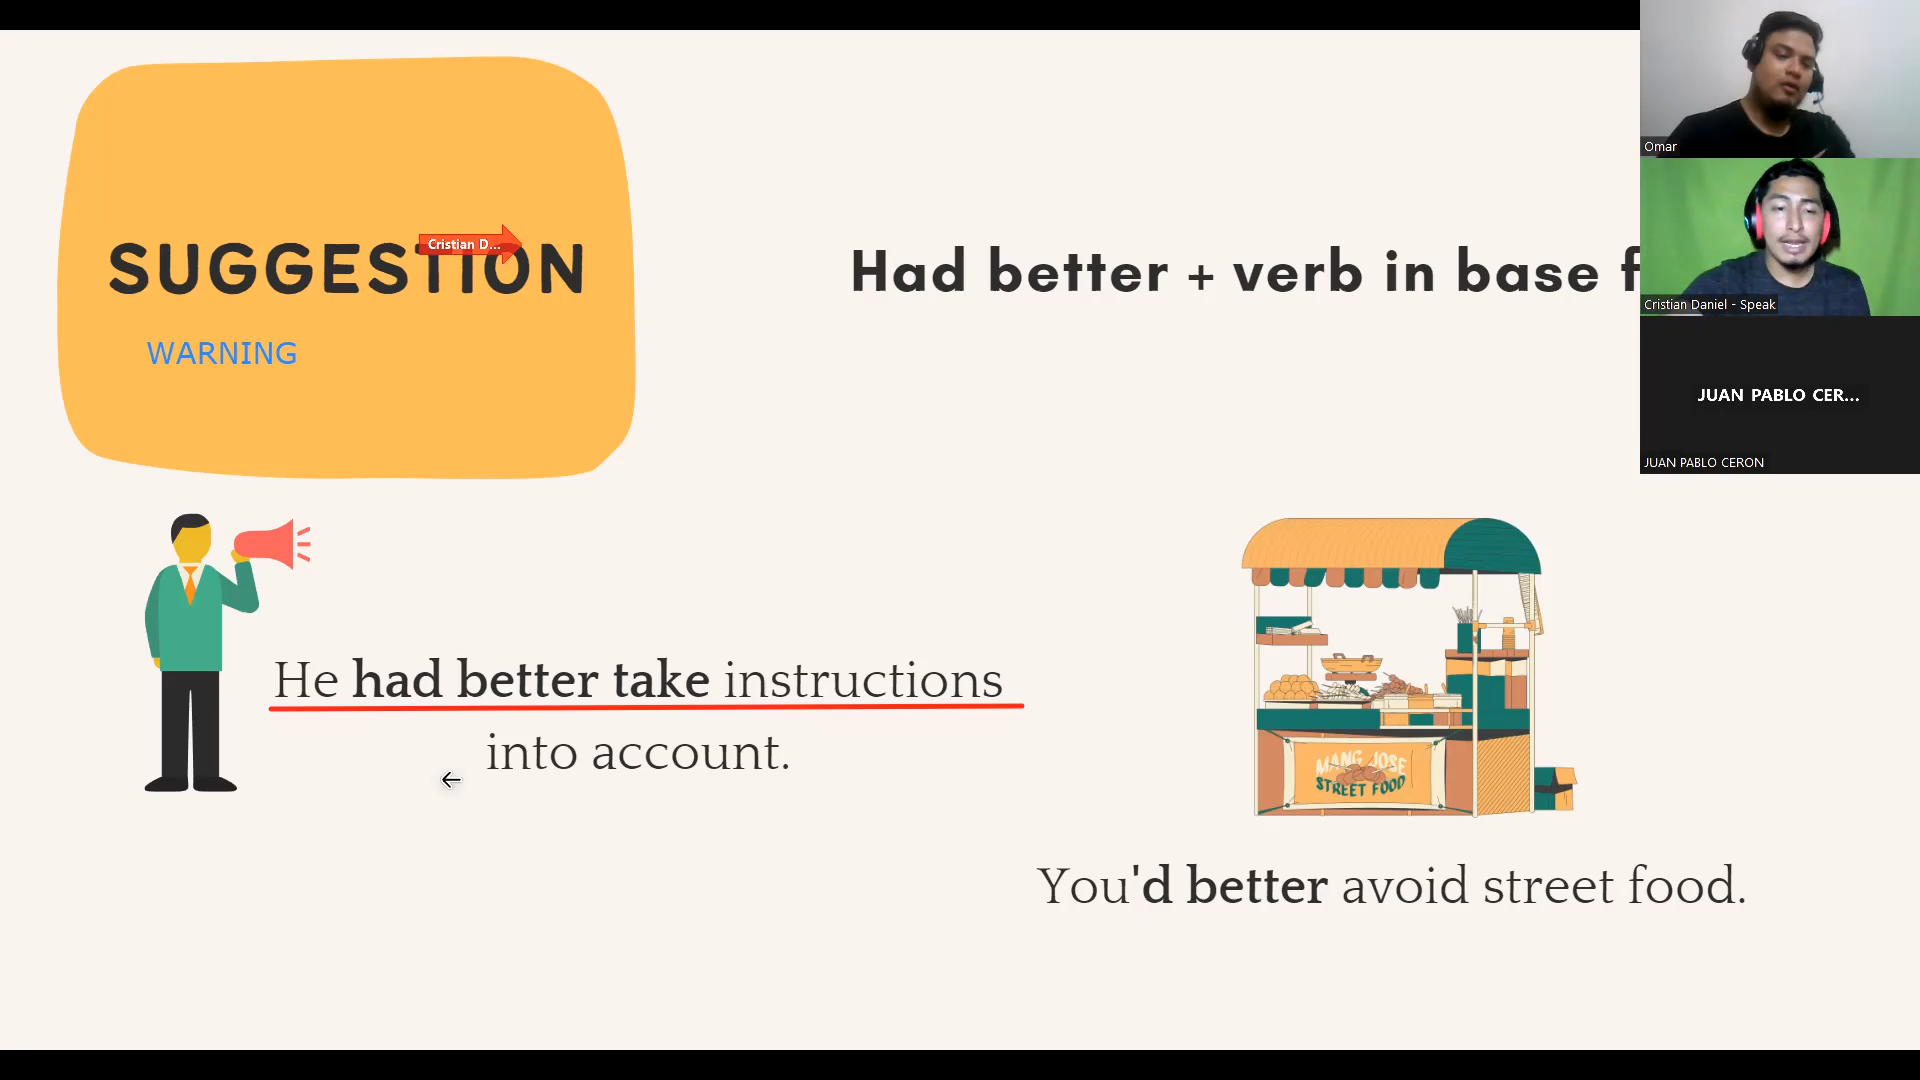 SUGGESTION
Cristian D...
WARNING
Had better + verb in base f
Omar
Cristian Daniel - Speak
JUAN PABLO CER...
JUAN PABLO CERON
He had better take instructions
into account.
MANG JOSE
STREET FOOD
You'd better avoid street food.